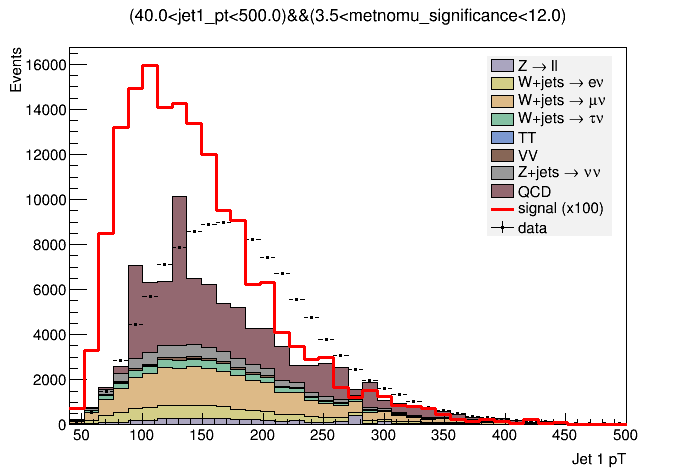 (40.0<jet1_pt<500.0)&&(3.5<metnomu_significance<12.0)
Events
16000
14000
12000
10000
8000
6000
4000
2000
0
Z → ll
W+jets → eν
W+jets → μν
W+jets → τν
TT
VV
Z+jets → νν
QCD
signal (x100)
data
50 100 150 200 250 300 350 400 450 500
Jet 1 pT